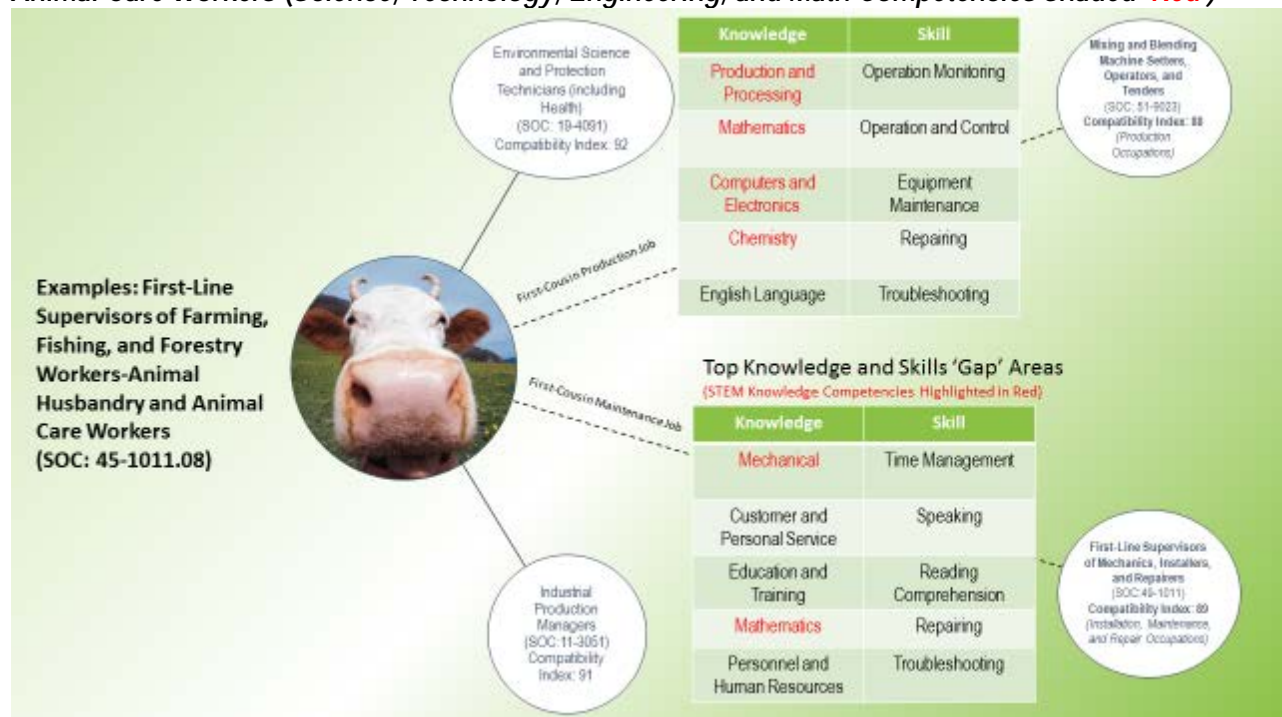 Animal Care Workers (Science, Technology, Engineering, and Math Competencies Shaded 'Red')
Environmental Science
and Protection
Technicians (including
Health)
(SOC: 19-4091)
Compatibility Index: 92
Knowledge Skill
Production and
Processing
Operation Monitoring
Mathematics Operation and Control
Computers and
Electronics
Equipment
Maintenance
Chemistry Repairing
English Language Troubleshooting
Mixing and Blending
Machine Setters,
Operators, and
Tenders
(SOC: 51-9023)
Compatibility Index: 88
(Production
Occupations)
First-Cousin Production Job
Examples: First-Line
Supervisors of Farming,
Fishing, and Forestry
Workers-Animal
Husbandry and Animal
Care Workers
(SOC: 45-1011.08)
First-Cousin Maintenance Job
Top Knowledge and Skills 'Gap' Areas
(STEM Knowledge Competencies Highlighted in Red)
Knowledge Skill
Mechanical Time Management
Customer and
Personal Service
Speaking
Education and
Training
Reading
Comprehension
Mathematics Repairing
Personnel and
Human Resources
Troubleshooting
First-Line Supervisors
of Mechanics, Installers,
and Repairers
(SOC:49-1011)
Compatibility Index: 89
(Installation, Maintenance,
and Repair Occupations)
Industrial
Production
Managers
(SOC:11-3051)
Compatibility
Index: 91